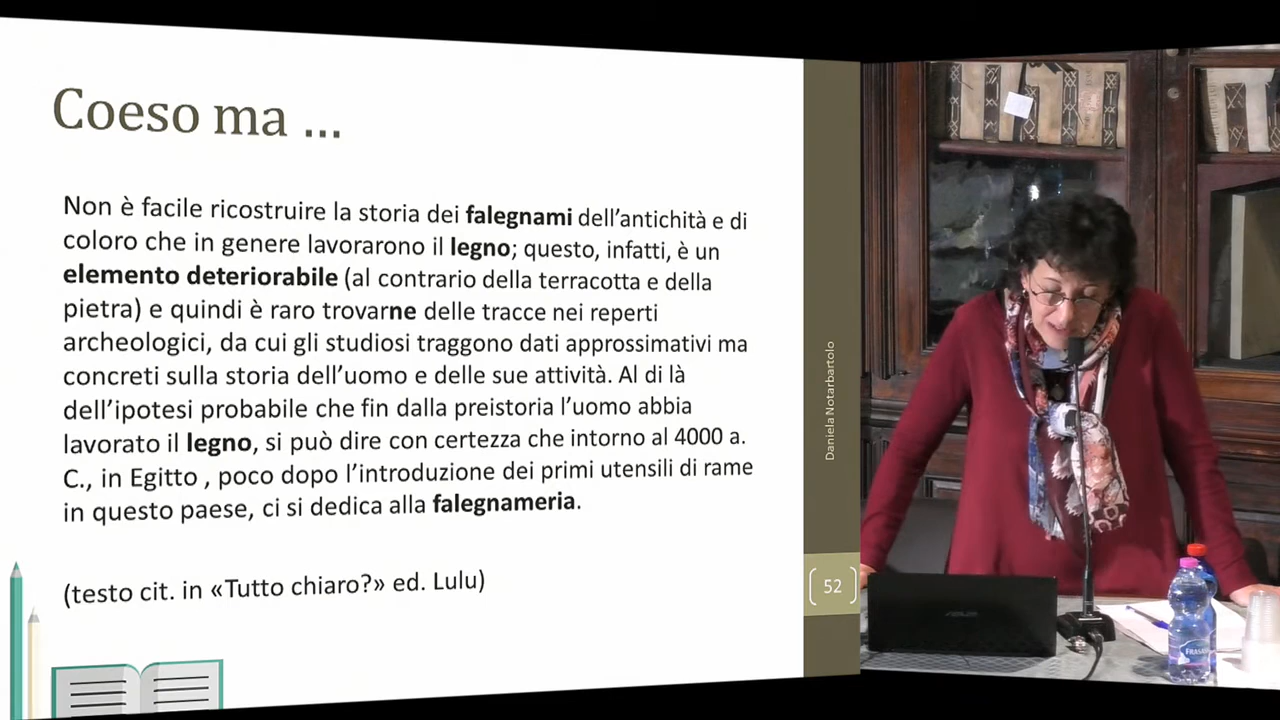 Coeso ma ...
Non è facile ricostruire la storia dei falegnami dell'antichità e di
coloro che in genere lavorarono il legno; questo, infatti, è un
elemento deteriorabile (al contrario della terracotta e della
pietra) e quindi è raro trovarne delle tracce nei reperti
archeologici, da cui gli studiosi traggono dati approssimativi ma
concreti sulla storia dell'uomo e delle sue attività. Al di là
dell'ipotesi probabile che fin dalla preistoria l'uomo abbia
lavorato il legno, si può dire con certezza che intorno al 4000 a.
C., in Egitto , poco dopo l'introduzione dei primi utensili di rame
in questo paese, ci si dedica alla falegnameria.
(testo cit. in «Tutto chiaro?» ed. Lulu)
Daniela Notarbartolo
52
ASUS